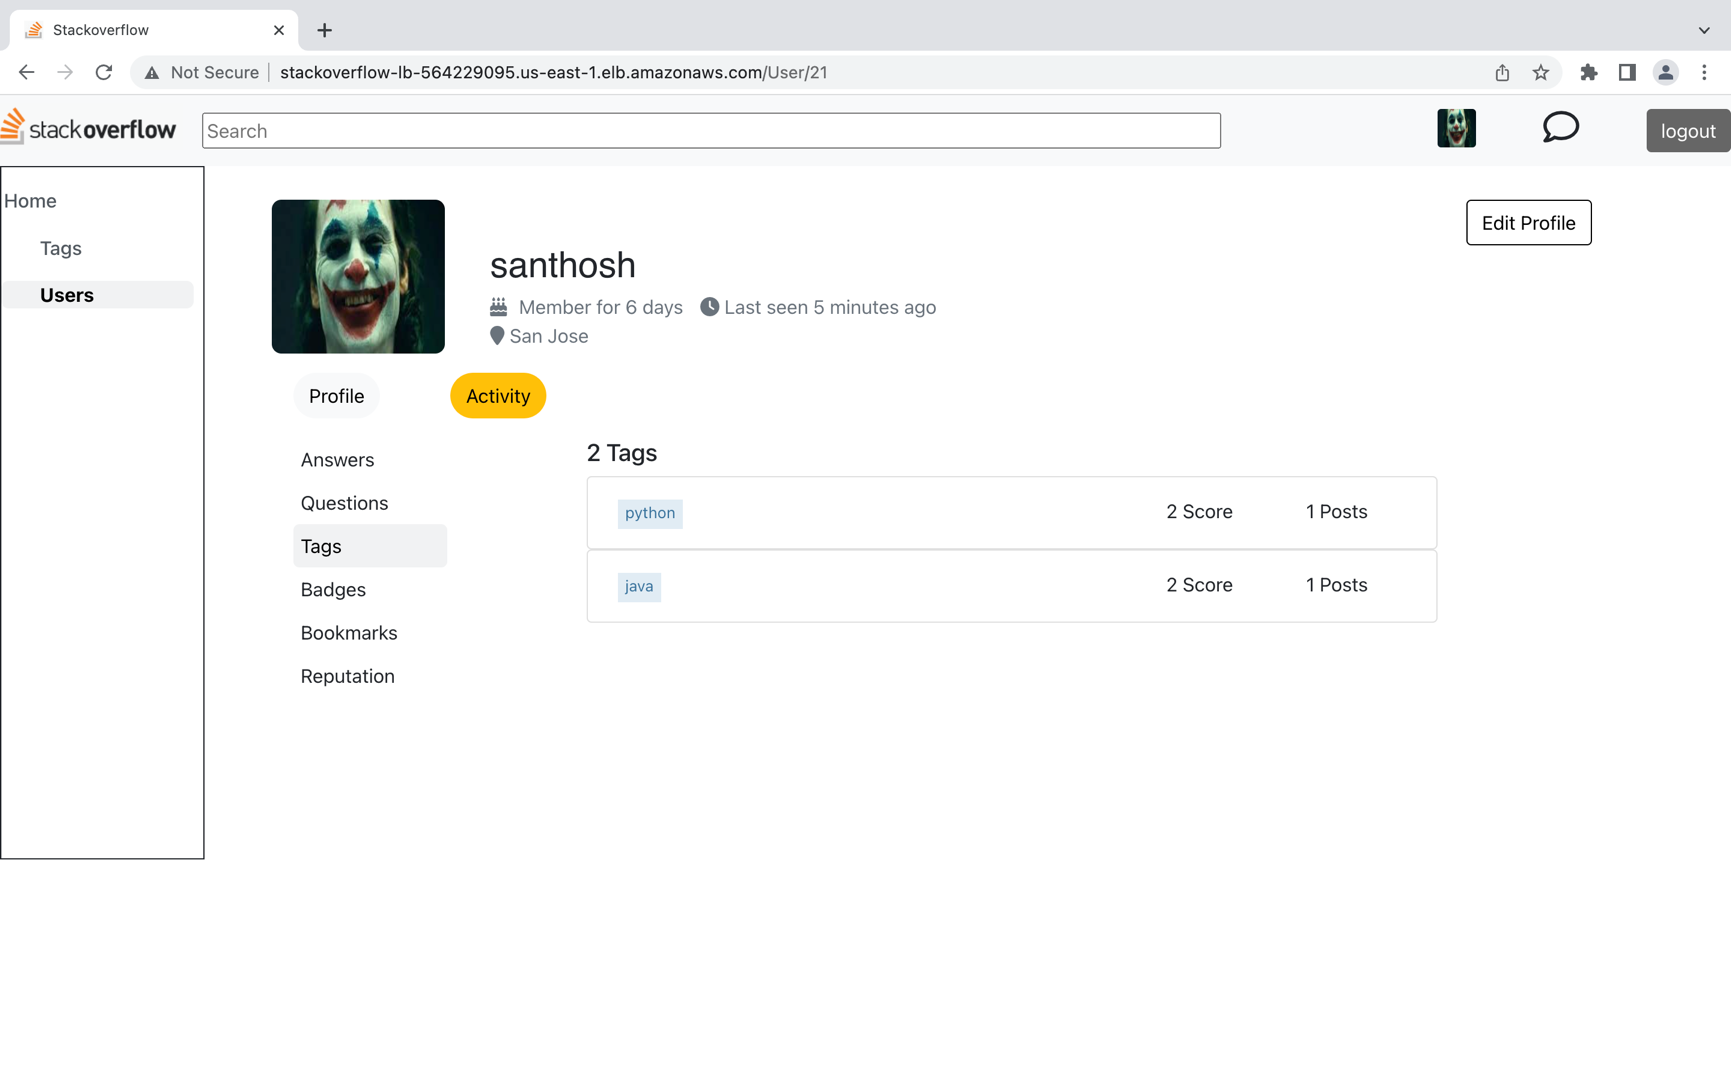 Stackoverflow
Not Secure stackoverflow-lb-564229095.us-east-1.elb.amazonaws.com/User/21
stackoverflow Search logout
Home
Tags
Users
Edit Profile
santhosh
Member for 6 days Last seen 5 minutes ago
San Jose
Profile Activity
Answers
Questions
Tags
Badges
Bookmarks
Reputation
2 Tags
python 2 Score 1 Posts
java 2 Score 1 Posts